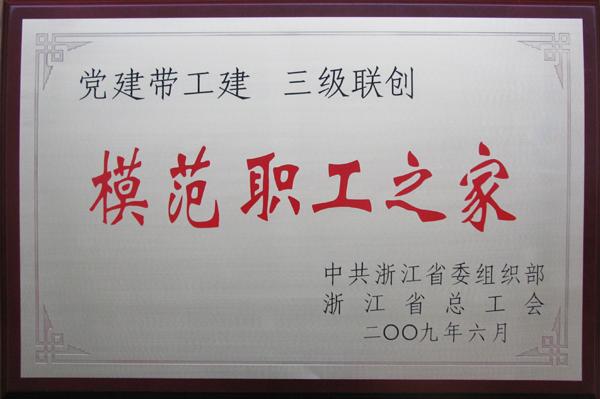 党建带工建 三级联创
模范职工之家
中共浙江省委组织部
浙江省总工会
二〇〇九年六月